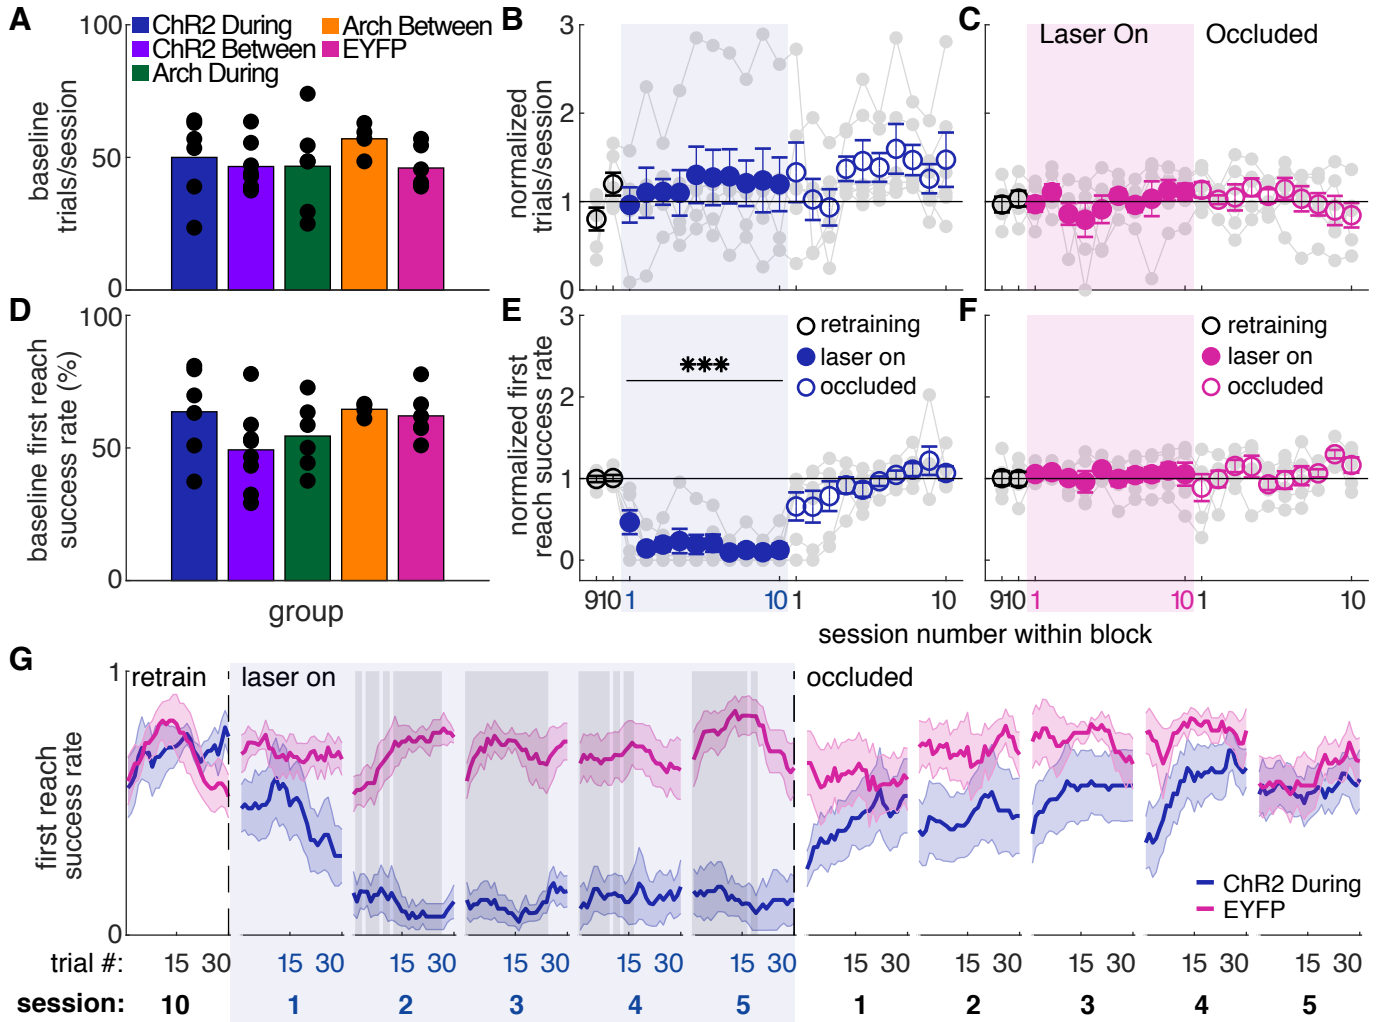 A
100
50
0
baseline
trials/session
ChR2 During
ChR2 Between
Arch During
Arch Between
EYFP
B
3
2
1
0
normalized
trials/session
C
Laser On
Occluded
D
100
50
0
baseline first reach
success rate (%)
group
E
3
2
1
0
normalized first
reach success rate
***
retraining
laser on
occluded
9 10 1 10 1 10
F
retraining
laser on
occluded
9 10 1 10 1 10
session number within block
G
1
0
first reach
success rate
retrain
laser on
occluded
ChR2 During
EYFP
trial #: 15 30 15 30 15 30 15 30 15 30 15 30 15 30 15 30 15 30 15 30 15 30
session: 10 1 2 3 4 5 1 2 3 4 5